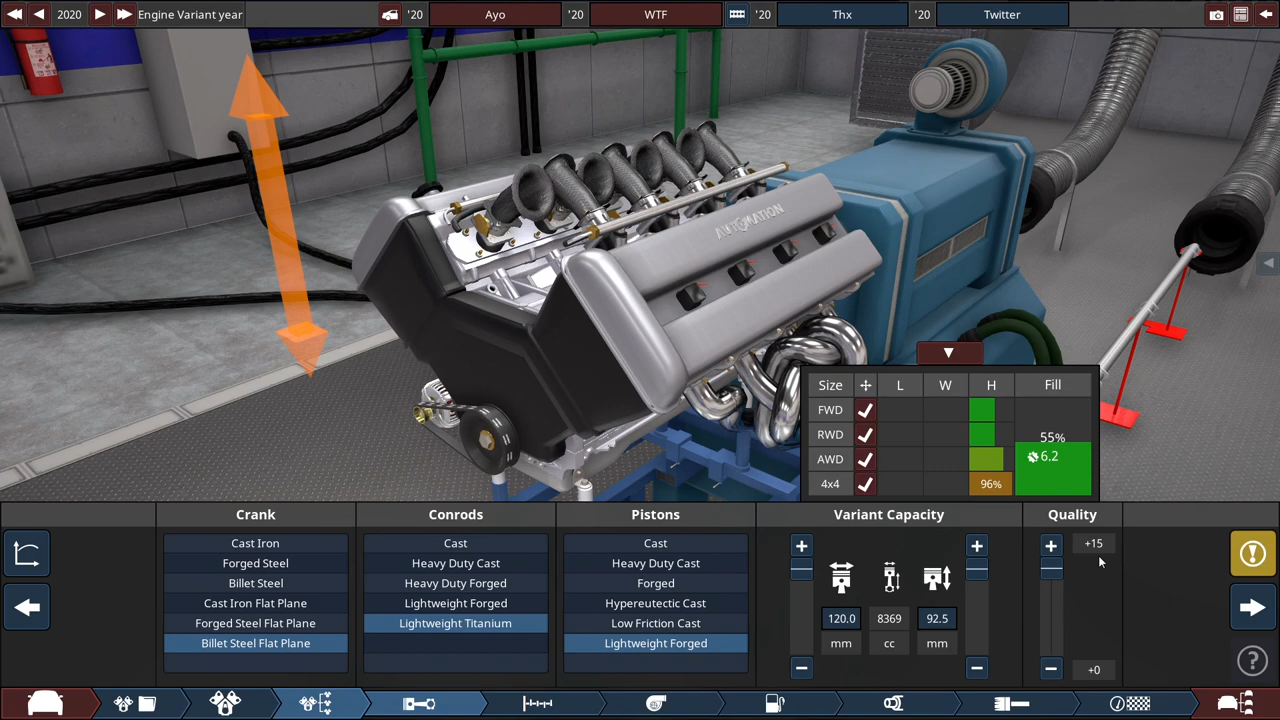 2020 Engine Variant year '20 Ayo '20 WTF '20 Thx '20 Twitter
AUTOMATION
Size L W H Fill
FWD
RWD 55%
AWD 6.2
4x4 96%
Crank Conrods Pistons Variant Capacity Quality
Cast Iron Cast Cast +15
Forged Steel Heavy Duty Cast Heavy Duty Cast
Billet Steel Heavy Duty Forged Forged
Cast Iron Flat Plane Lightweight Forged Hypereutectic Cast
Forged Steel Flat Plane Lightweight Titanium Low Friction Cast 120.0 8369 92.5
Billet Steel Flat Plane Lightweight Forged mm cc mm
+0